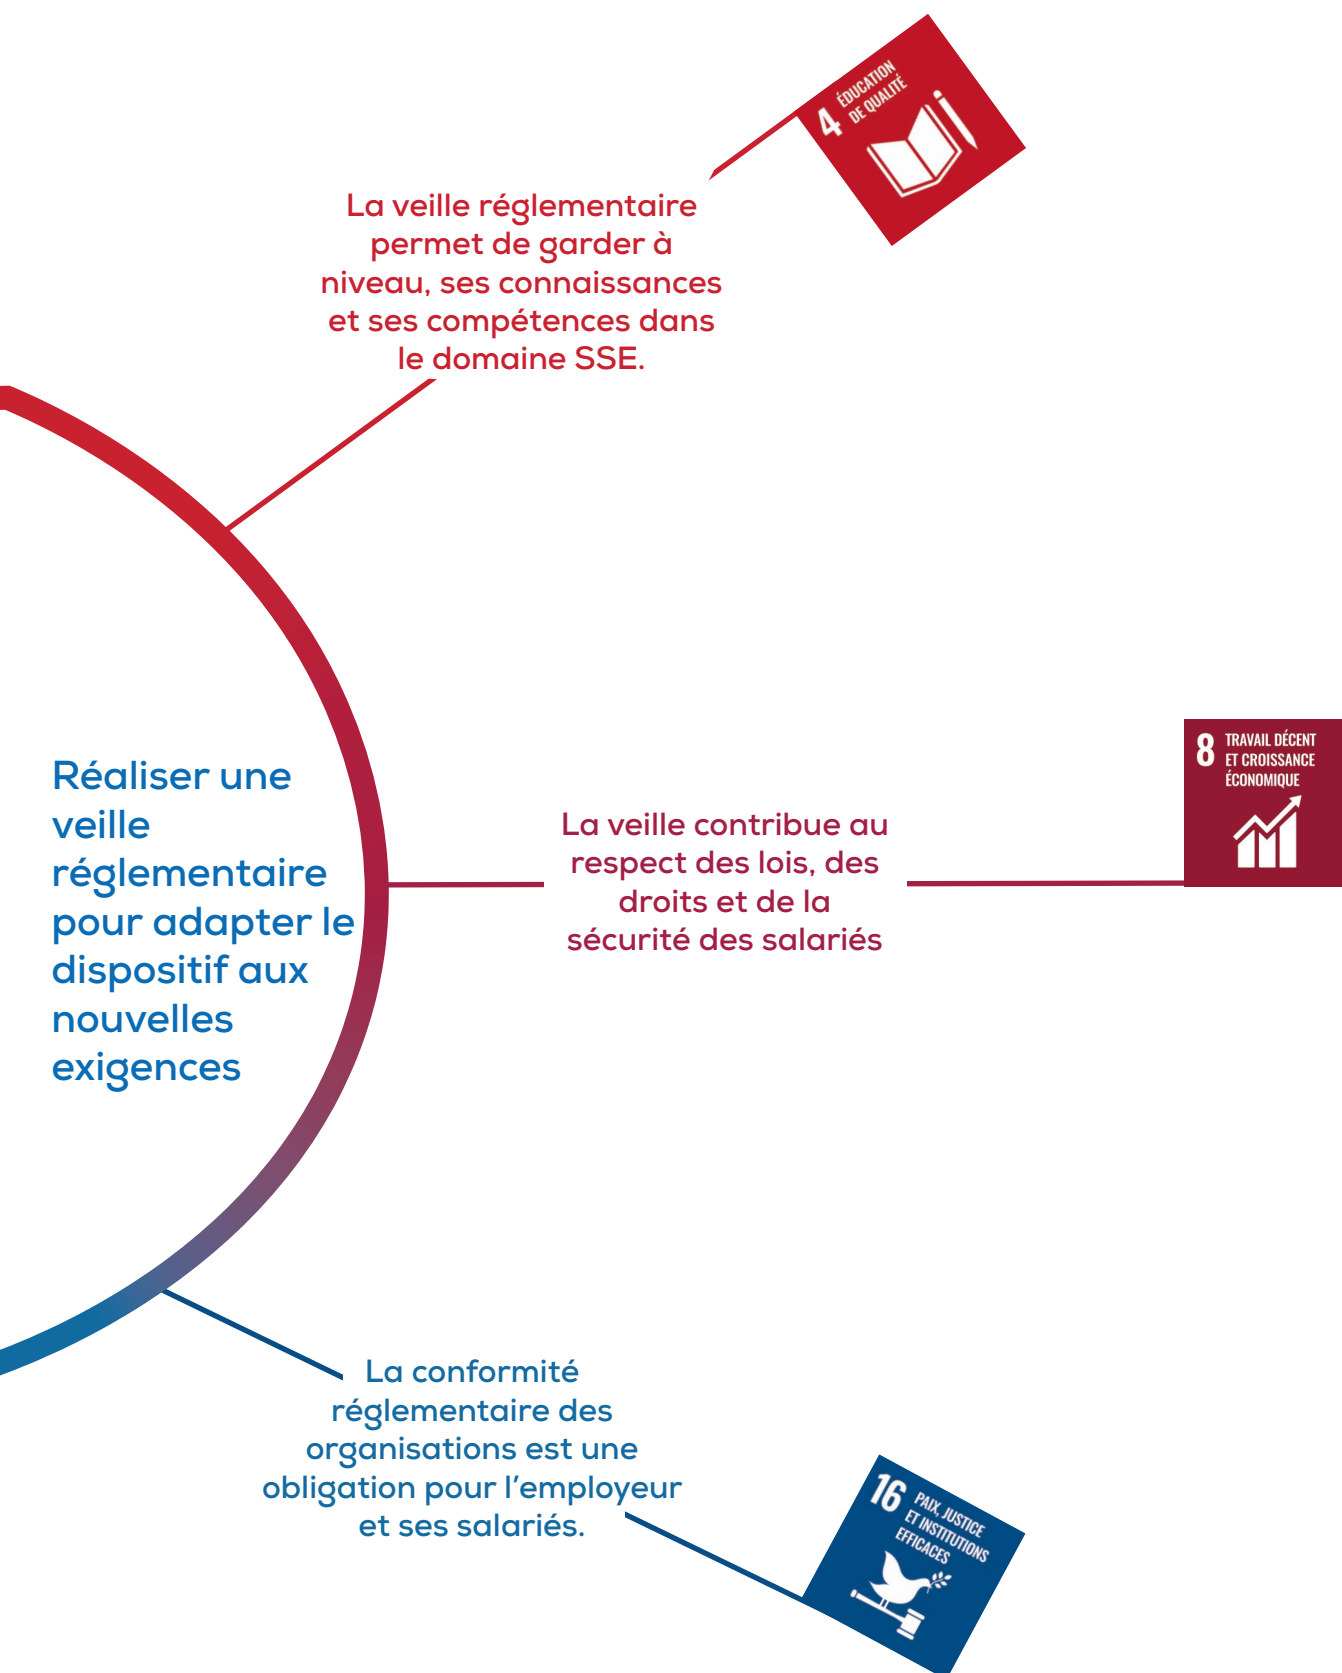 4 ÉDUCATION
DE QUALITÉ
La veille réglementaire
permet de garder à
niveau, ses connaissances
et ses compétences dans
le domaine SSE.
8 TRAVAIL DÉCENT
ET CROISSANCE
ÉCONOMIQUE
Réaliser une
veille
réglementaire
pour adapter le
dispositif aux
nouvelles
exigences
La veille contribue au
respect des lois, des
droits et de la
sécurité des salariés
La conformité
réglementaire des
organisations est une
obligation pour l’employeur
et ses salariés.
16 PAIX, JUSTICE
ET INSTITUTIONS
EFFICACES